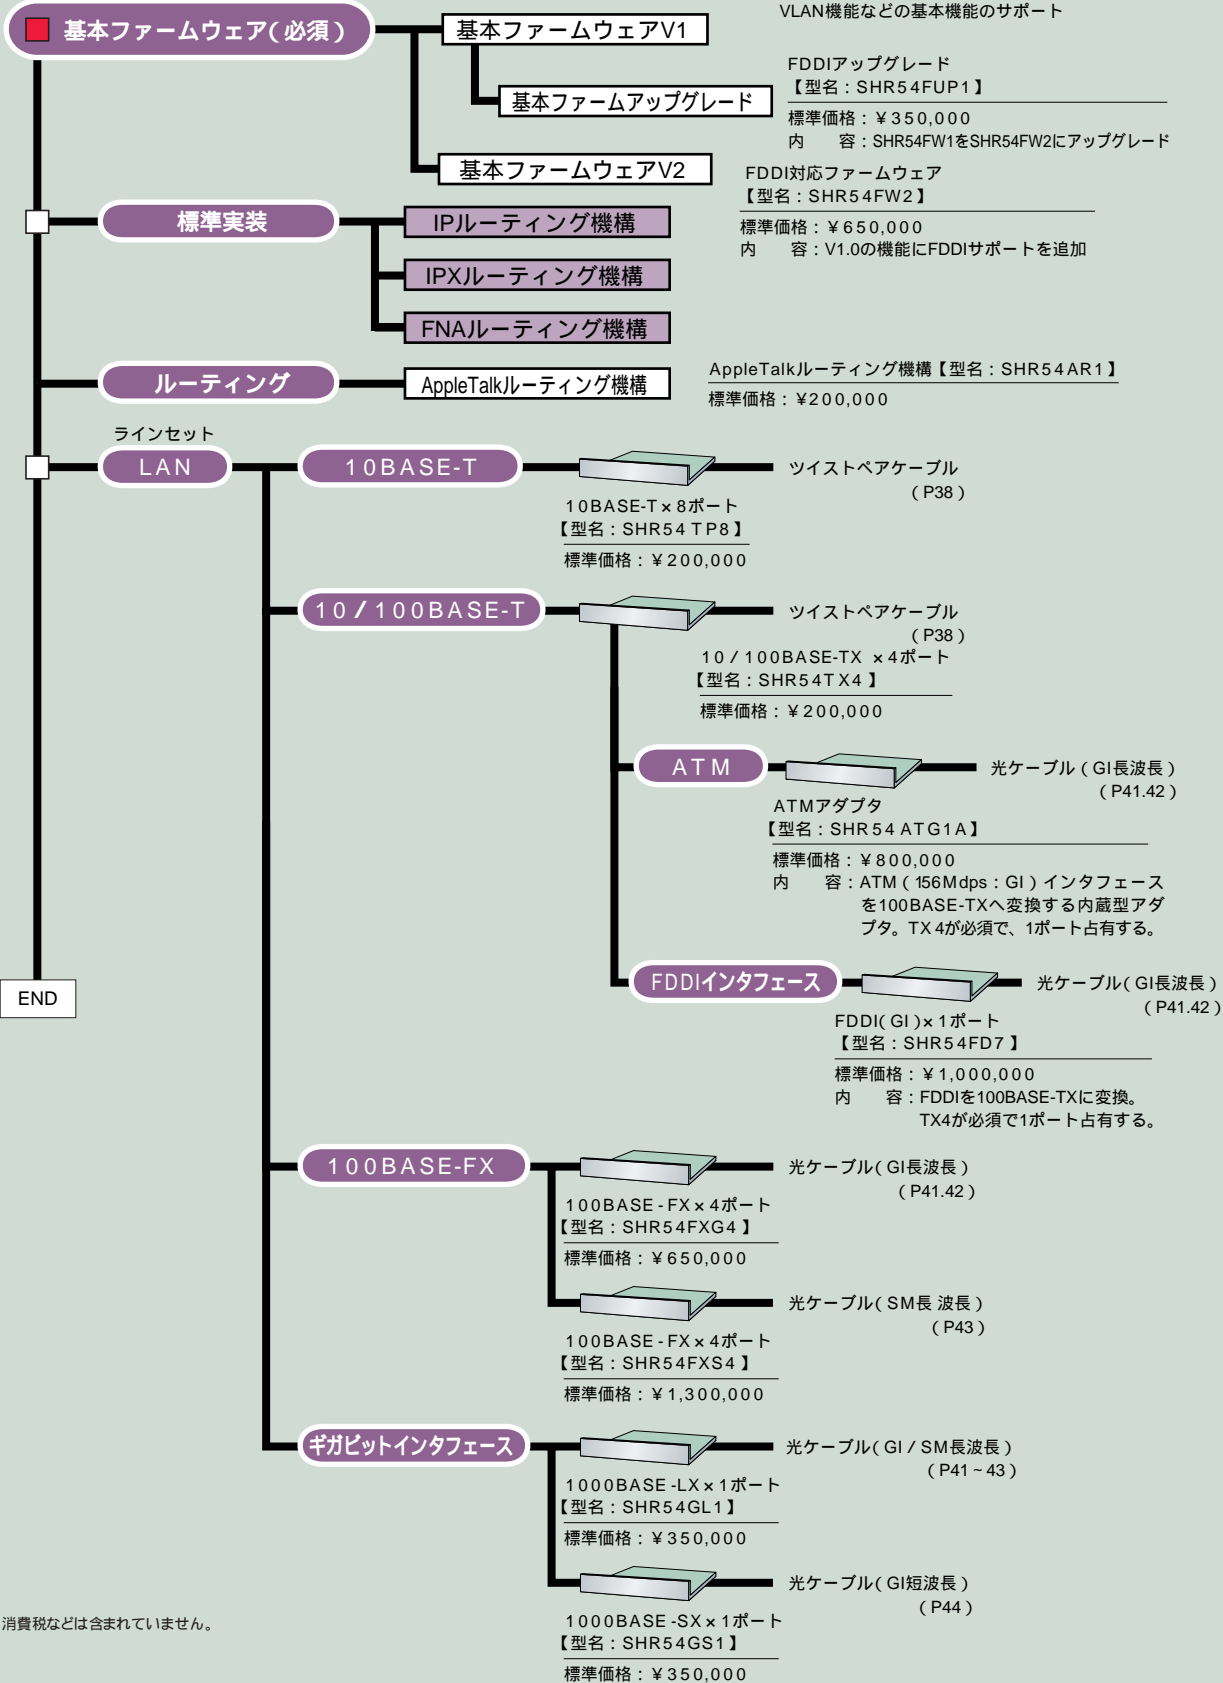 基本ファームウェア(必須)
基本ファームウェアV1
VLAN機能などの基本機能のサポート
基本ファームアップグレード
FDDIアップグレード
【型名：SHR54FUP1】
標準価格：¥350,000
内　　容：SHR54FW1をSHR54FW2にアップグレード
基本ファームウェアV2
FDDI対応ファームウェア
【型名：SHR54FW2】
標準価格：¥650,000
内　　容：V1.0の機能にFDDIサポートを追加
標準実装
IPルーティング機構
IPXルーティング機構
FNAルーティング機構
ルーティング
AppleTalkルーティング機構
AppleTalkルーティング機構【型名：SHR54AR1】
標準価格：¥200,000
ラインセット
LAN
10BASE-T
ツイストペアケーブル
（P38）
10BASE-T×8ポート
【型名：SHR54TP8】
標準価格：¥200,000
10/100BASE-T
ツイストペアケーブル
（P38）
10/100BASE-TX ×4ポート
【型名：SHR54TX4】
標準価格：¥200,000
ATM
光ケーブル（GI長波長）
（P41.42）
ATMアダプタ
【型名：SHR54ATG1A】
標準価格：¥800,000
内　　容：ATM（156Mdps：GI）インタフェース
を100BASE-TXへ変換する内蔵型アダ
プタ。TX4が必須で、1ポート占有する。
FDDIインタフェース
光ケーブル(GI長波長)
（P41.42）
FDDI(GI)×1ポート
【型名：SHR54FD7】
標準価格：¥1,000,000
内　　容：FDDIを100BASE-TXに変換。
TX4が必須で1ポート占有する。
END
100BASE-FX
光ケーブル(GI長波長)
（P41.42）
100BASE-FX×4ポート
【型名：SHR54FXG4】
標準価格：¥650,000
光ケーブル(SM長波長)
（P43）
100BASE-FX×4ポート
【型名：SHR54FXS4】
標準価格：¥1,300,000
ギガビットインタフェース
光ケーブル(GI/SM長波長)
（P41~43）
1000BASE-LX×1ポート
【型名：SHR54GL1】
標準価格：¥350,000
光ケーブル(GI短波長)
（P44）
1000BASE-SX×1ポート
【型名：SHR54GS1】
標準価格：¥350,000
消費税などは含まれていません。